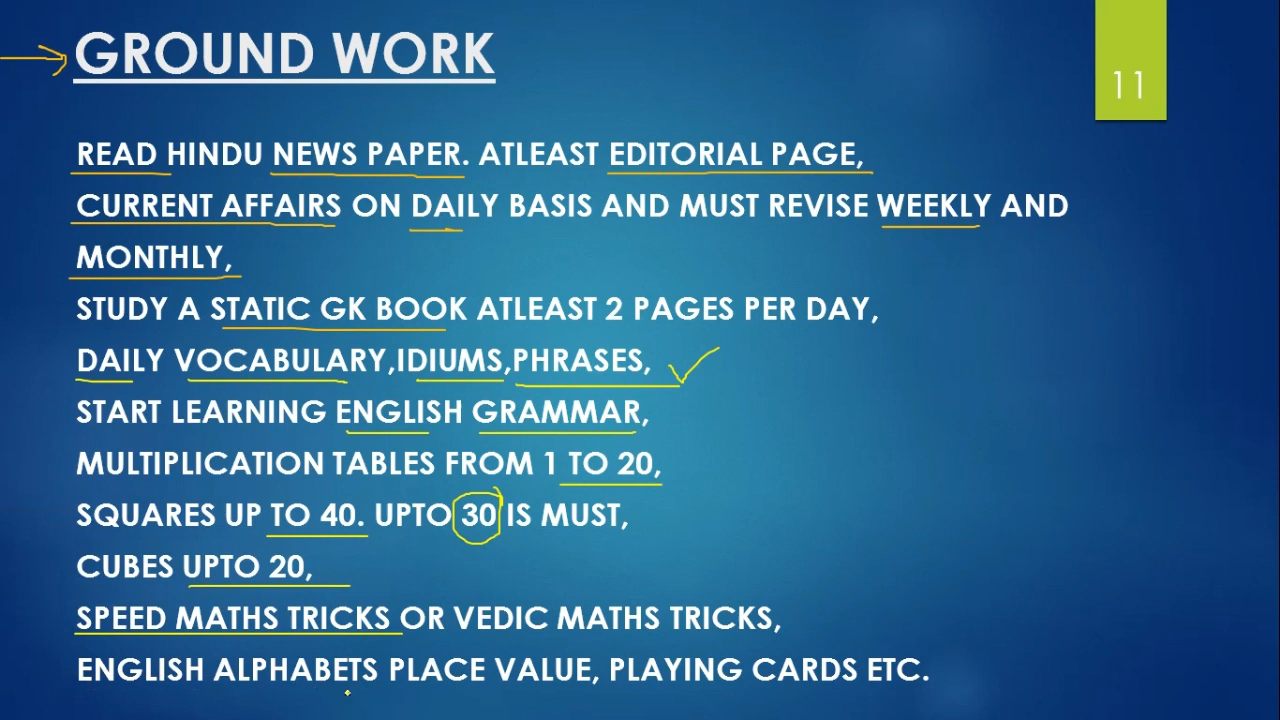 GROUND WORK
11
READ HINDU NEWS PAPER. ATLEAST EDITORIAL PAGE,
CURRENT AFFAIRS ON DAILY BASIS AND MUST REVISE WEEKLY AND
MONTHLY,
STUDY A STATIC GK BOOK ATLEAST 2 PAGES PER DAY,
DAILY VOCABULARY,IDIUMS,PHRASES,
START LEARNING ENGLISH GRAMMAR,
MULTIPLICATION TABLES FROM 1 TO 20,
SQUARES UP TO 40. UPTO 30 IS MUST,
CUBES UPTO 20,
SPEED MATHS TRICKS OR VEDIC MATHS TRICKS,
ENGLISH ALPHABETS PLACE VALUE, PLAYING CARDS ETC.